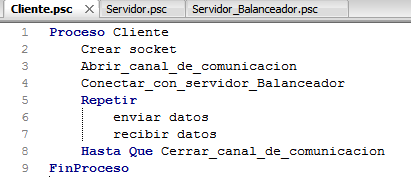 Cliente.psc Servidor.psc Servidor_Balanceador.psc
1 Proceso Cliente
2 Crear socket
3 Abrir_canal_de_comunicacion
4 Conectar_con_servidor_Balanceador
5 Repetir
6 enviar datos
7 recibir datos
8 Hasta Que Cerrar_canal_de_comunicacion
9 FinProceso